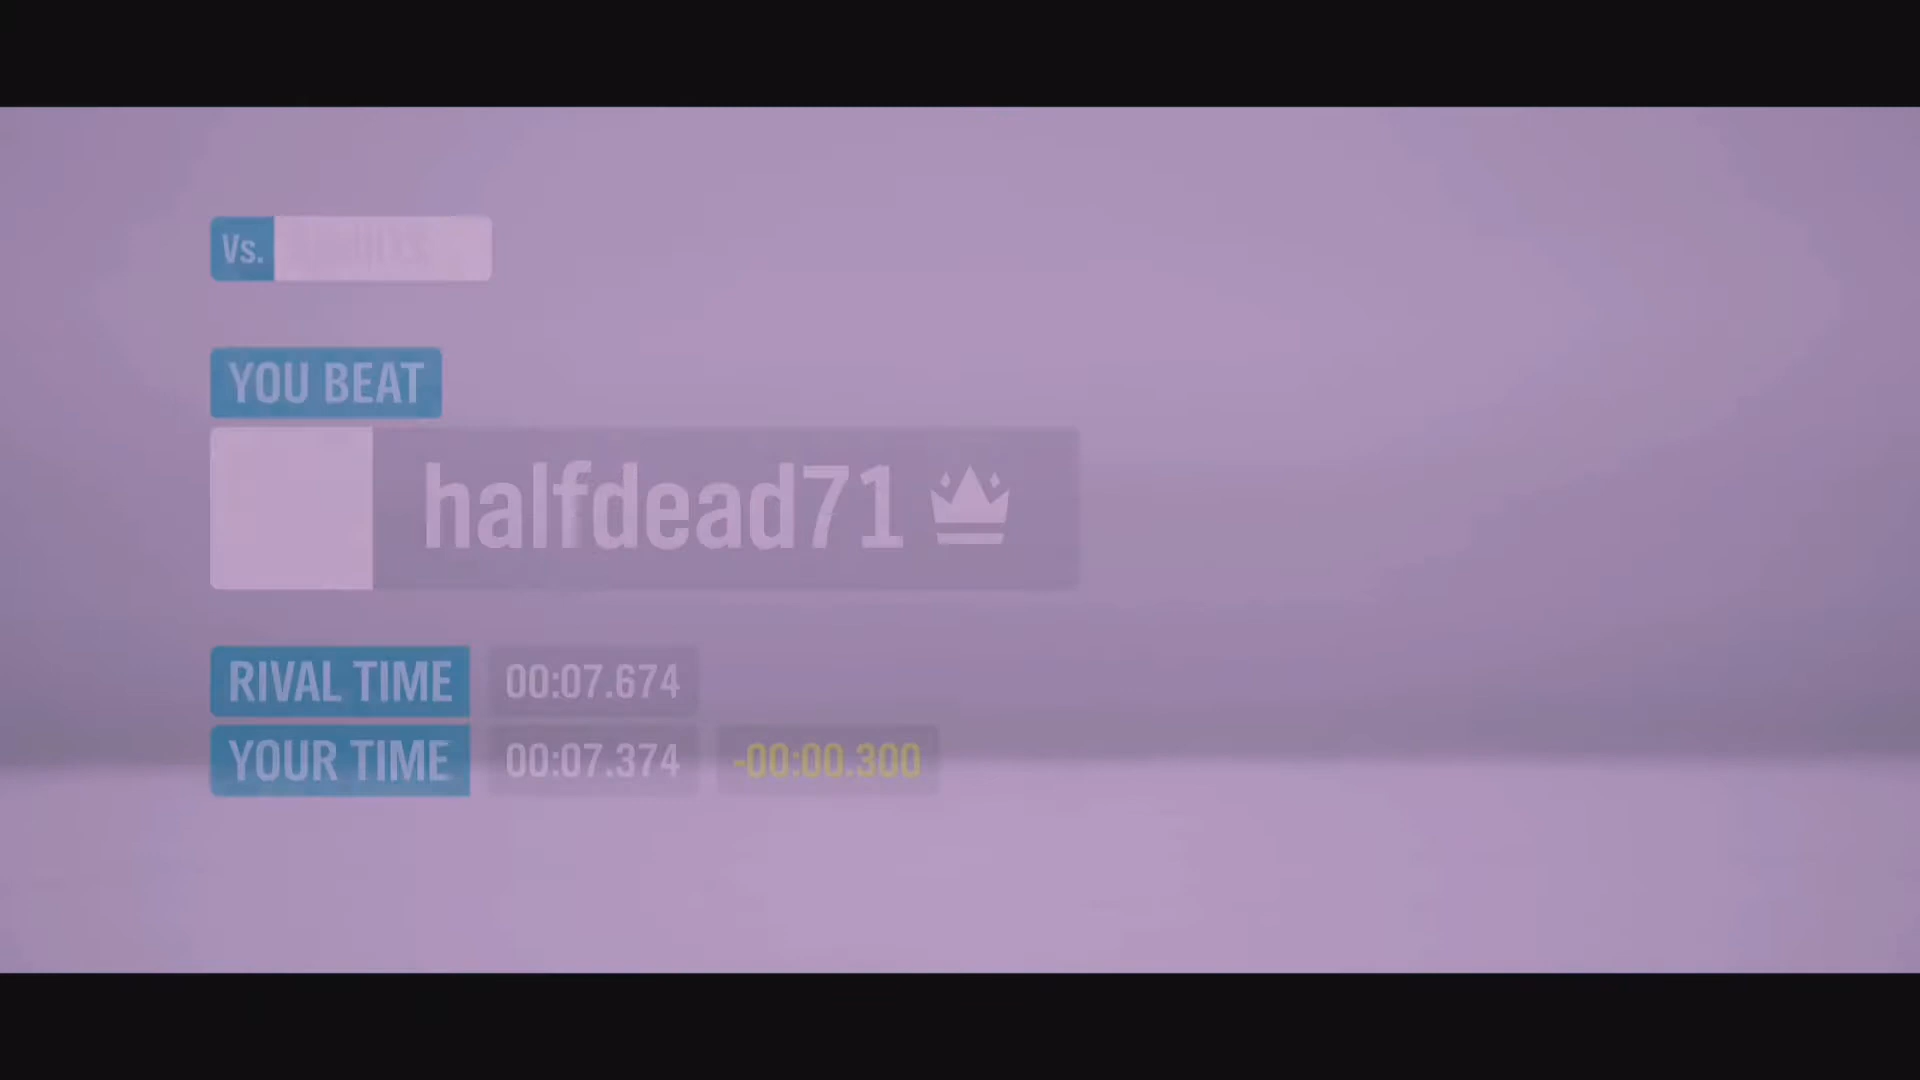 Vs.
YOU BEAT
halfdead71
RIVAL TIME 00:07.674
YOUR TIME 00:07.374 -00:00.300